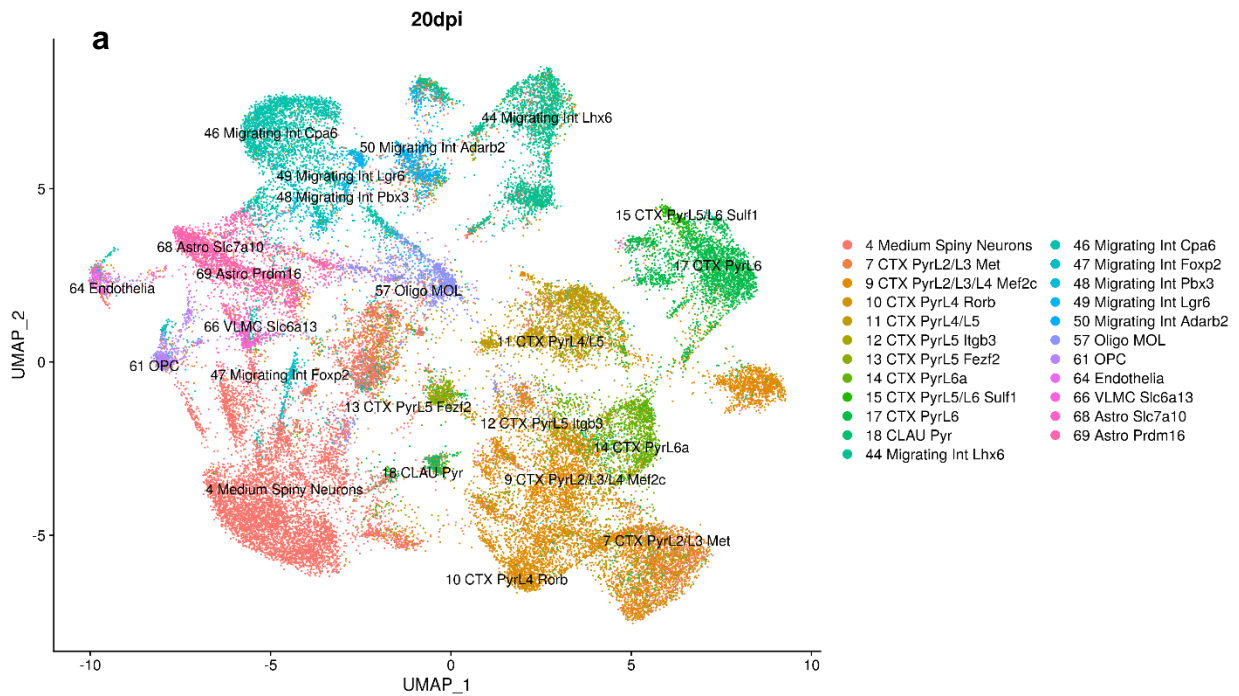 20dpi
a
46 Migrating Int Cpa6
44 Migrating Int Lhx6
50 Migrating Int Adarb2
49 Migrating Int Lgr6
48 Migrating Int Pbx3
15 CTX PyrL5/L6 Sulf1
68 Astro Slc7a10
17 CTX PyrL6
69 Astro Prdm16
64 Endothelia
57 Oligo MOL
66 VLMC Slc6a13
11 CTX PyrL4/L5
61 OPC
47 Migrating Int Foxp2
13 CTX PyrL5 Fezf2
12 CTX PyrL5 Itgb3
14 CTX PyrL6a
18 CLAU Pyr
9 CTX PyrL2/L3/L4 Mef2c
4 Medium Spiny Neurons
7 CTX PyrL2/L3 Met
10 CTX PyrL4 Rorb
5
0
-5
-10
-5
0
5
10
UMAP_2
UMAP_1
4 Medium Spiny Neurons
7 CTX PyrL2/L3 Met
9 CTX PyrL2/L3/L4 Mef2c
10 CTX PyrL4 Rorb
11 CTX PyrL4/L5
12 CTX PyrL5 Itgb3
13 CTX PyrL5 Fezf2
14 CTX PyrL6a
15 CTX PyrL5/L6 Sulf1
17 CTX PyrL6
18 CLAU Pyr
44 Migrating Int Lhx6
46 Migrating Int Cpa6
47 Migrating Int Foxp2
48 Migrating Int Pbx3
49 Migrating Int Lgr6
50 Migrating Int Adarb2
57 Oligo MOL
61 OPC
64 Endothelia
66 VLMC Slc6a13
68 Astro Slc7a10
69 Astro Prdm16